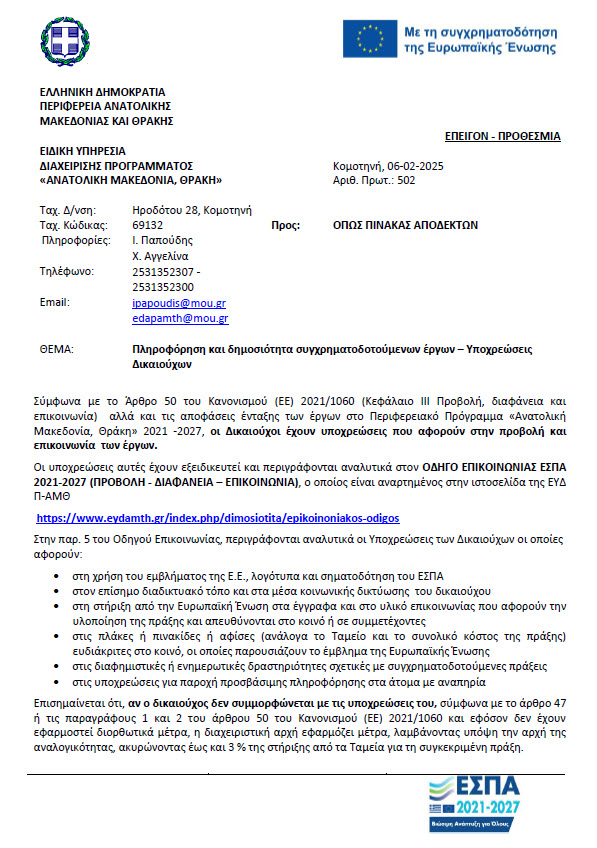 Με τη συγχρηματοδότηση
της Ευρωπαϊκής Ένωσης
ΕΛΛΗΝΙΚΗ ΔΗΜΟΚΡΑΤΙΑ
ΠΕΡΙΦΕΡΕΙΑ ΑΝΑΤΟΛΙΚΗΣ
ΜΑΚΕΔΟΝΙΑΣ ΚΑΙ ΘΡΑΚΗΣ
ΕΠΕΙΓΟΝ - ΠΡΟΘΕΣΜΙΑ
ΕΙΔΙΚΗ ΥΠΗΡΕΣΙΑ
ΔΙΑΧΕΙΡΙΣΗΣ ΠΡΟΓΡΑΜΜΑΤΟΣ
«ΑΝΑΤΟΛΙΚΗ ΜΑΚΕΔΟΝΙΑ, ΘΡΑΚΗ»
Κομοτηνή, 06-02-2025
Αριθ. Πρωτ.: 502
Ταχ. Δ/νση: Ηροδότου 28, Κομοτηνή
Ταχ. Κώδικας: 69132 Προς: ΟΠΩΣ ΠΙΝΑΚΑΣ ΑΠΟΔΕΚΤΩΝ
Πληροφορίες: Ι. Παπούδης
Χ. Αγγελίνα
Τηλέφωνο: 2531352307 -
2531352300
Email: ipapoudis@mou.gr
edapamth@mou.gr
ΘΕΜΑ: Πληροφόρηση και δημοσιότητα συγχρηματοδοτούμενων έργων – Υποχρεώσεις
Δικαιούχων
Σύμφωνα με το Άρθρο 50 του Κανονισμού (ΕΕ) 2021/1060 (Κεφάλαιο ΙΙΙ Προβολή, διαφάνεια και
επικοινωνία) αλλά και τις αποφάσεις ένταξης των έργων στο Περιφερειακό Πρόγραμμα «Ανατολική
Μακεδονία, Θράκη» 2021 -2027, οι Δικαιούχοι έχουν υποχρεώσεις που αφορούν στην προβολή και
επικοινωνία των έργων.
Οι υποχρεώσεις αυτές έχουν εξειδικευτεί και περιγράφονται αναλυτικά στον ΟΔΗΓΟ ΕΠΙΚΟΙΝΩΝΙΑΣ ΕΣΠΑ
2021-2027 (ΠΡΟΒΟΛΗ - ΔΙΑΦΑΝΕΙΑ – ΕΠΙΚΟΙΝΩΝΙΑ), ο οποίος είναι αναρτημένος στην ιστοσελίδα της ΕΥΔ
Π-ΑΜΘ
https://www.eydamth.gr/index.php/dimosiotita/epikoinoniakos-odigos
Στην παρ. 5 του Οδηγού Επικοινωνίας, περιγράφονται αναλυτικά οι Υποχρεώσεις των Δικαιούχων οι οποίες
αφορούν:
• στη χρήση του εμβλήματος της Ε.Ε., λογότυπα και σηματοδότηση του ΕΣΠΑ
• στον επίσημο διαδικτυακό τόπο και στα μέσα κοινωνικής δικτύωσης του δικαιούχου
• στη στήριξη από την Ευρωπαϊκή Ένωση στα έγγραφα και στο υλικό επικοινωνίας που αφορούν την
υλοποίηση της πράξης και απευθύνονται στο κοινό ή σε συμμετέχοντες
• στις πλάκες ή πινακίδες ή αφίσες (ανάλογα το Ταμείο και το συνολικό κόστος της πράξης)
ευδιάκριτες στο κοινό, οι οποίες παρουσιάζουν το έμβλημα της Ευρωπαϊκής Ένωσης
• στις διαφημιστικές ή ενημερωτικές δραστηριότητες σχετικές με συγχρηματοδοτούμενες πράξεις
• στις υποχρεώσεις για παροχή προσβάσιμης πληροφόρησης στα άτομα με αναπηρία
Επισημαίνεται ότι, αν ο δικαιούχος δεν συμμορφώνεται με τις υποχρεώσεις του, σύμφωνα με το άρθρο 47
ή τις παραγράφους 1 και 2 του άρθρου 50 του Κανονισμού (ΕΕ) 2021/1060 και εφόσον δεν έχουν
εφαρμοστεί διορθωτικά μέτρα, η διαχειριστική αρχή εφαρμόζει μέτρα, λαμβάνοντας υπόψη την αρχή της
αναλογικότητας, ακυρώνοντας έως και 3 % της στήριξης από τα Ταμεία για τη συγκεκριμένη πράξη.
ΕΣΠΑ
2021-2027
Βιώσιμη Ανάπτυξη για Όλους